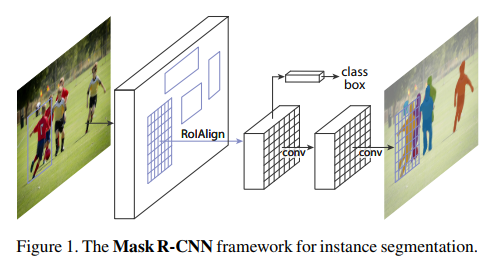 class
box
RoIAlign
conv
conv
Figure 1. The Mask R-CNN framework for instance segmentation.